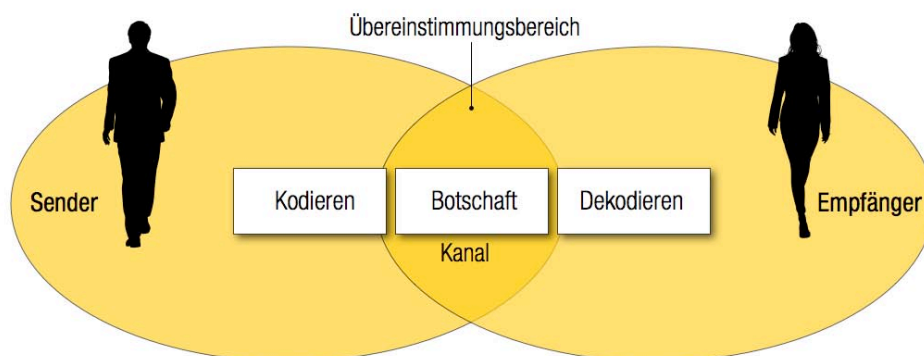 Übereinstimmungsbereich
Sender
Kodieren
Botschaft
Dekodieren
Empfänger
Kanal